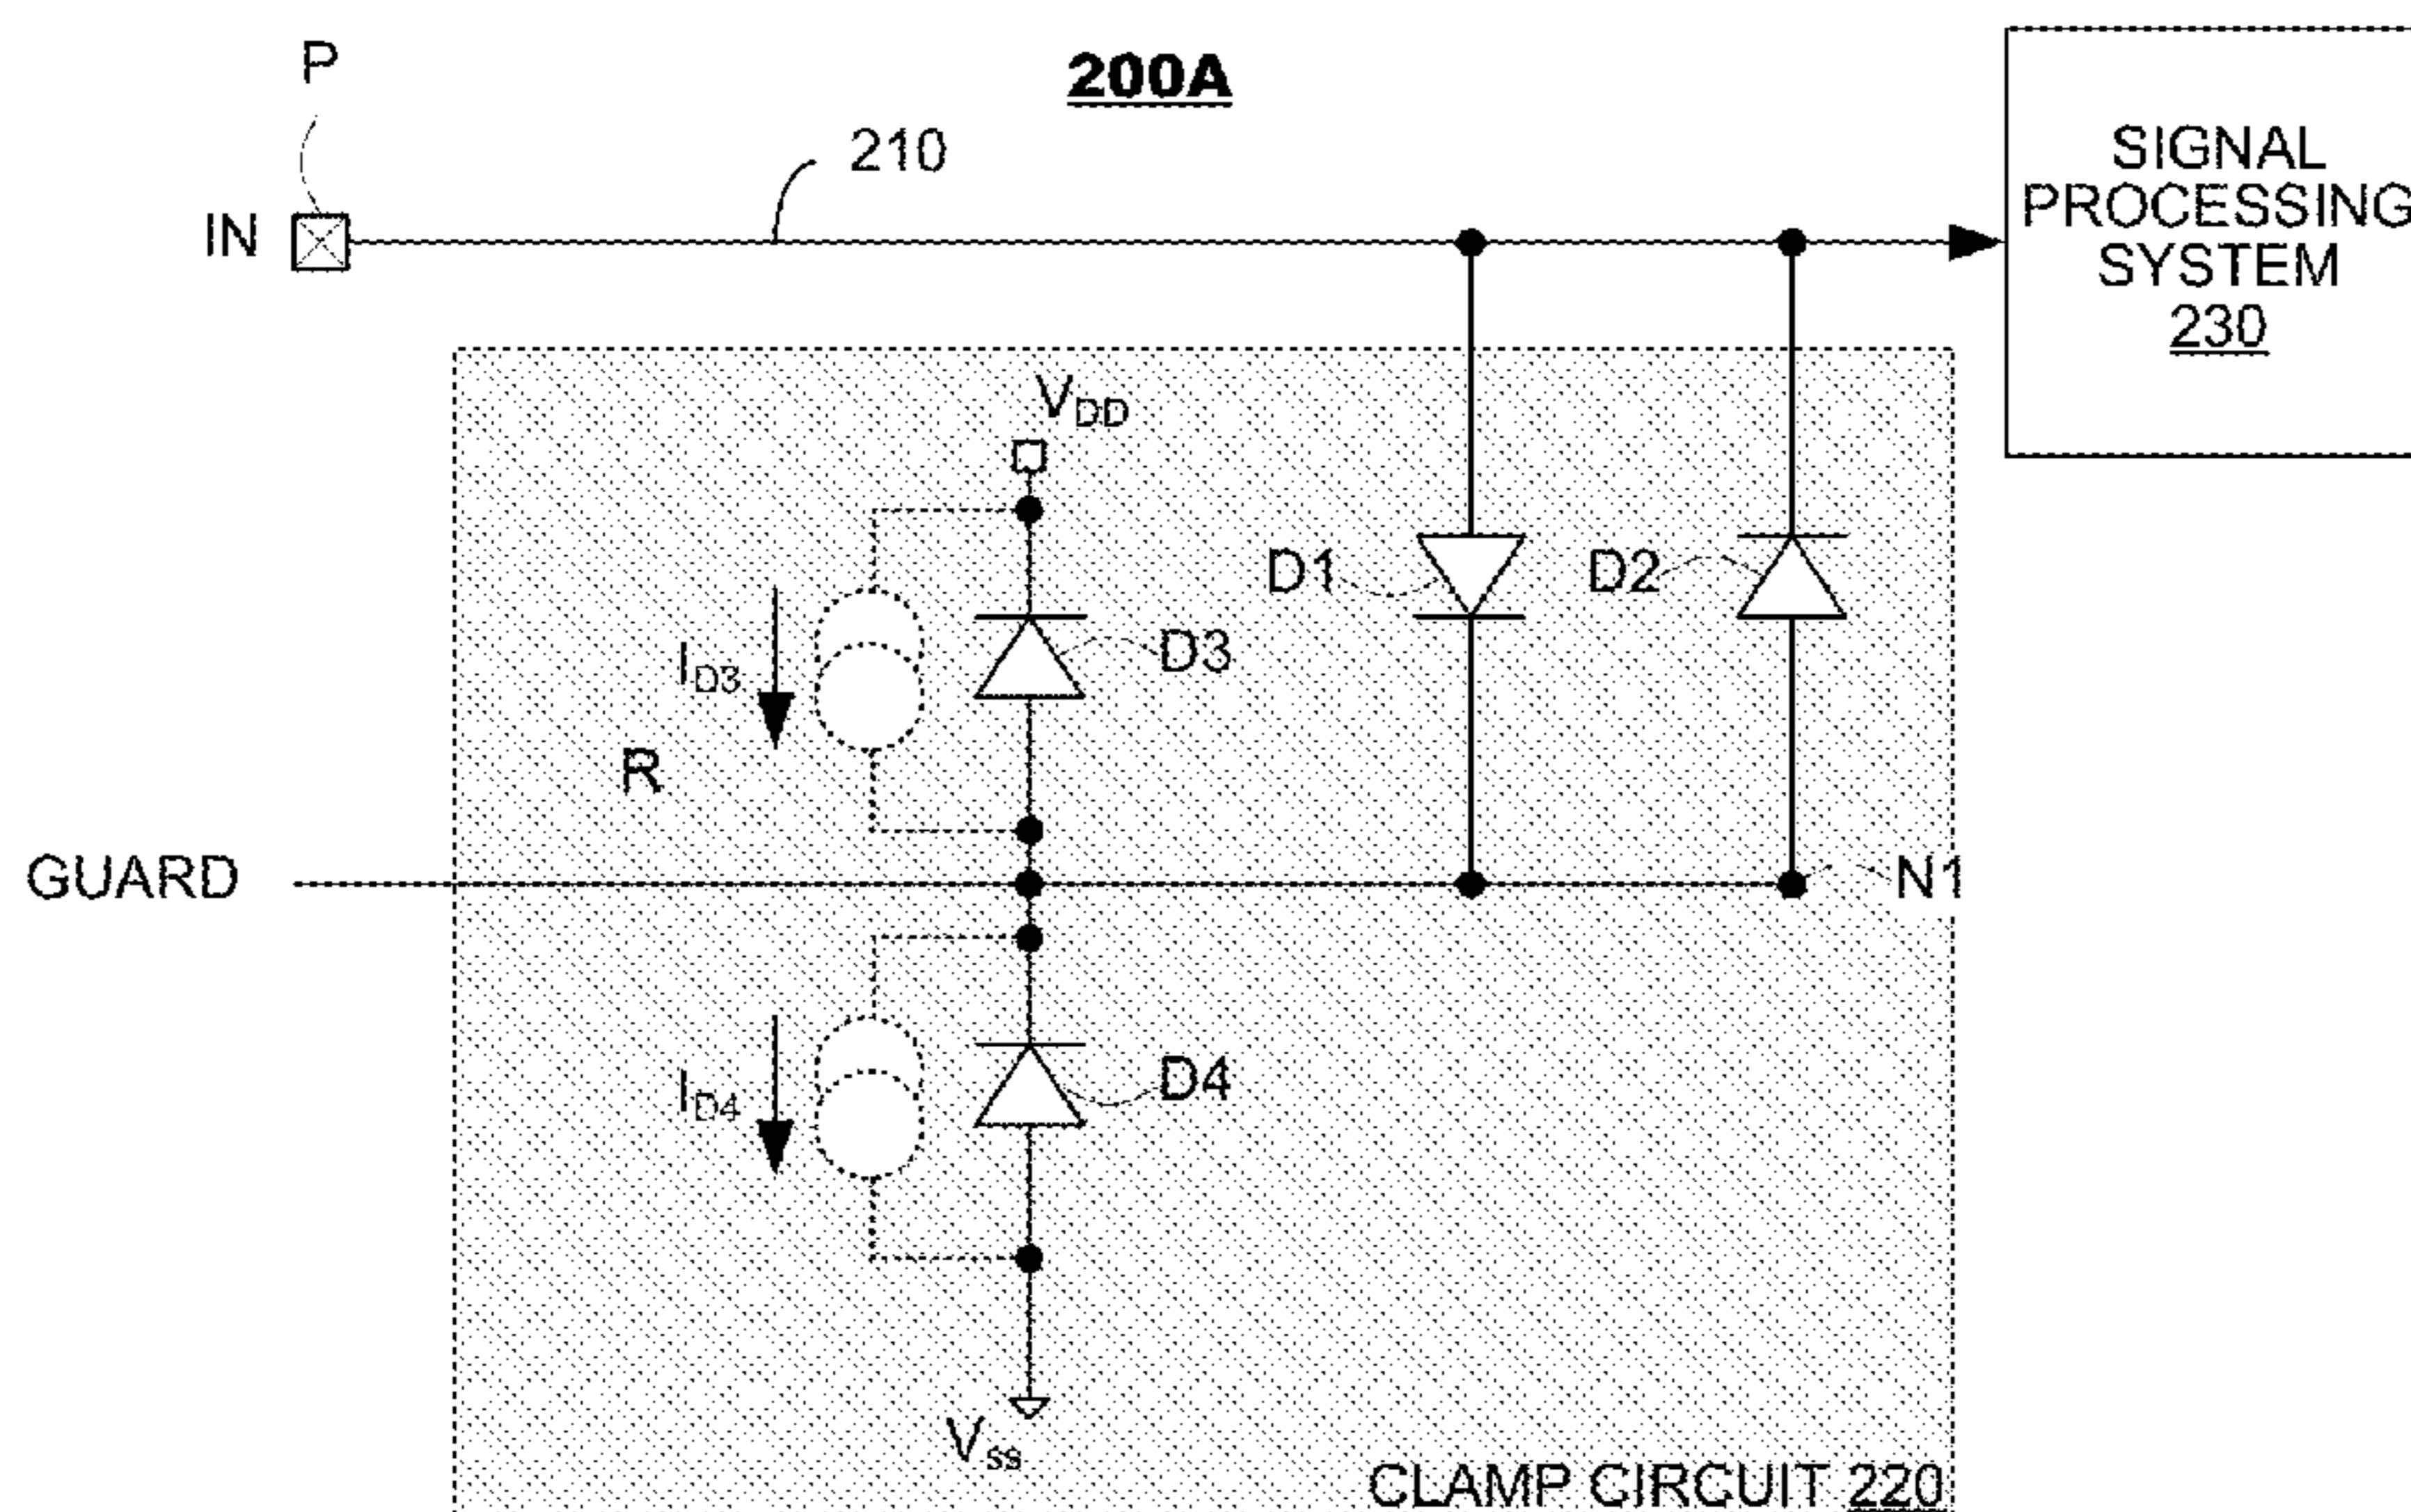 P
200A
210
IN
SIGNAL
PROCESSING
SYSTEM
230
VDD
D1
D2
ID3
D3
R
GUARD
N1
ID4
D4
Vss
CLAMP CIRCUIT 220